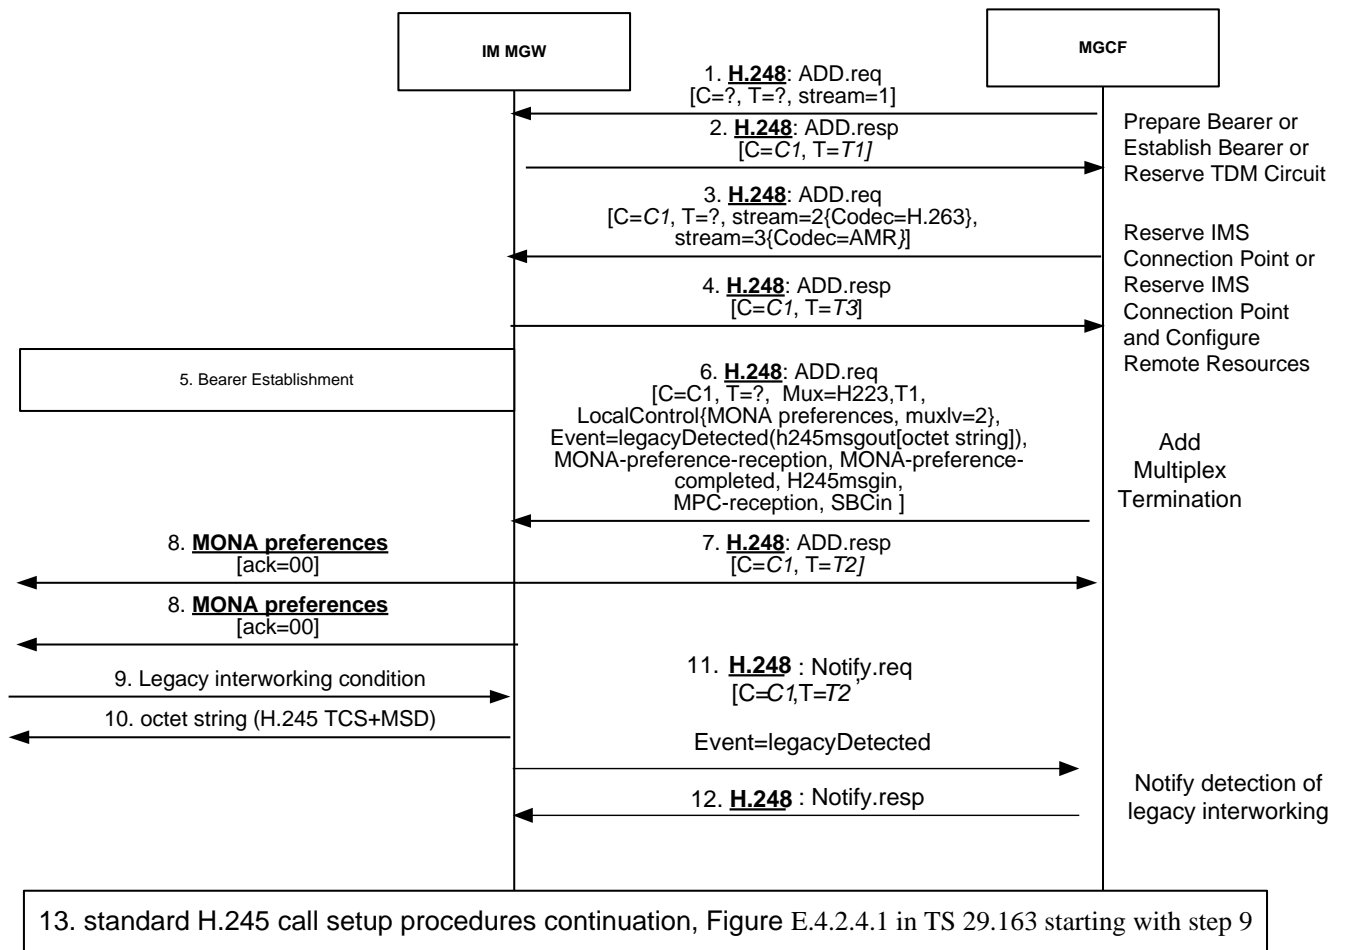 IM MGW
MGCF
1. H.248: ADD.req
[C=?, T=?, stream=1]
2. H.248: ADD.resp
[C=C1, T=T1]
Prepare Bearer or
Establish Bearer or
Reserve TDM Circuit
3. H.248: ADD.req
[C=C1, T=?, stream=2{Codec=H.263},
stream=3{Codec=AMR}]
4. H.248: ADD.resp
[C=C1, T=T3]
Reserve IMS
Connection Point or
Reserve IMS
Connection Point
and Configure
Remote Resources
5. Bearer Establishment
6. H.248: ADD.req
[C=C1, T=?, Mux=H223,T1,
LocalControl{MONA preferences, muxlv=2},
Event=legacyDetected(h245msgout[octet string]),
MONA-preference-reception, MONA-preference-
completed, H245msgin,
MPC-reception, SBCin ]
Add
Multiplex
Termination
8. MONA preferences
[ack=00]
7. H.248: ADD.resp
[C=C1, T=T2]
8. MONA preferences
[ack=00]
9. Legacy interworking condition
10. octet string (H.245 TCS+MSD)
11. H.248 : Notify.req
[C=C1,T=T2 ,
Event=legacyDetected
12. H.248 : Notify.resp
Notify detection of
legacy interworking
13. standard H.245 call setup procedures continuation, Figure E.4.2.4.1 in TS 29.163 starting with step 9